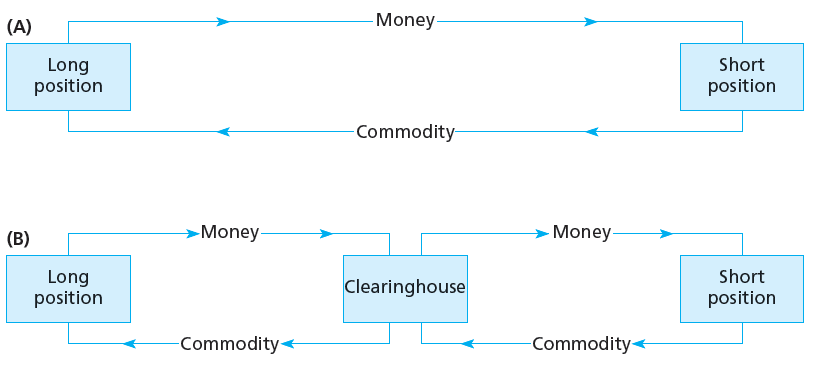 (A)
Money
Long
position
Short
position
Commodity
(B)
Money
Money
Long
position
Clearinghouse
Short
position
Commodity
Commodity